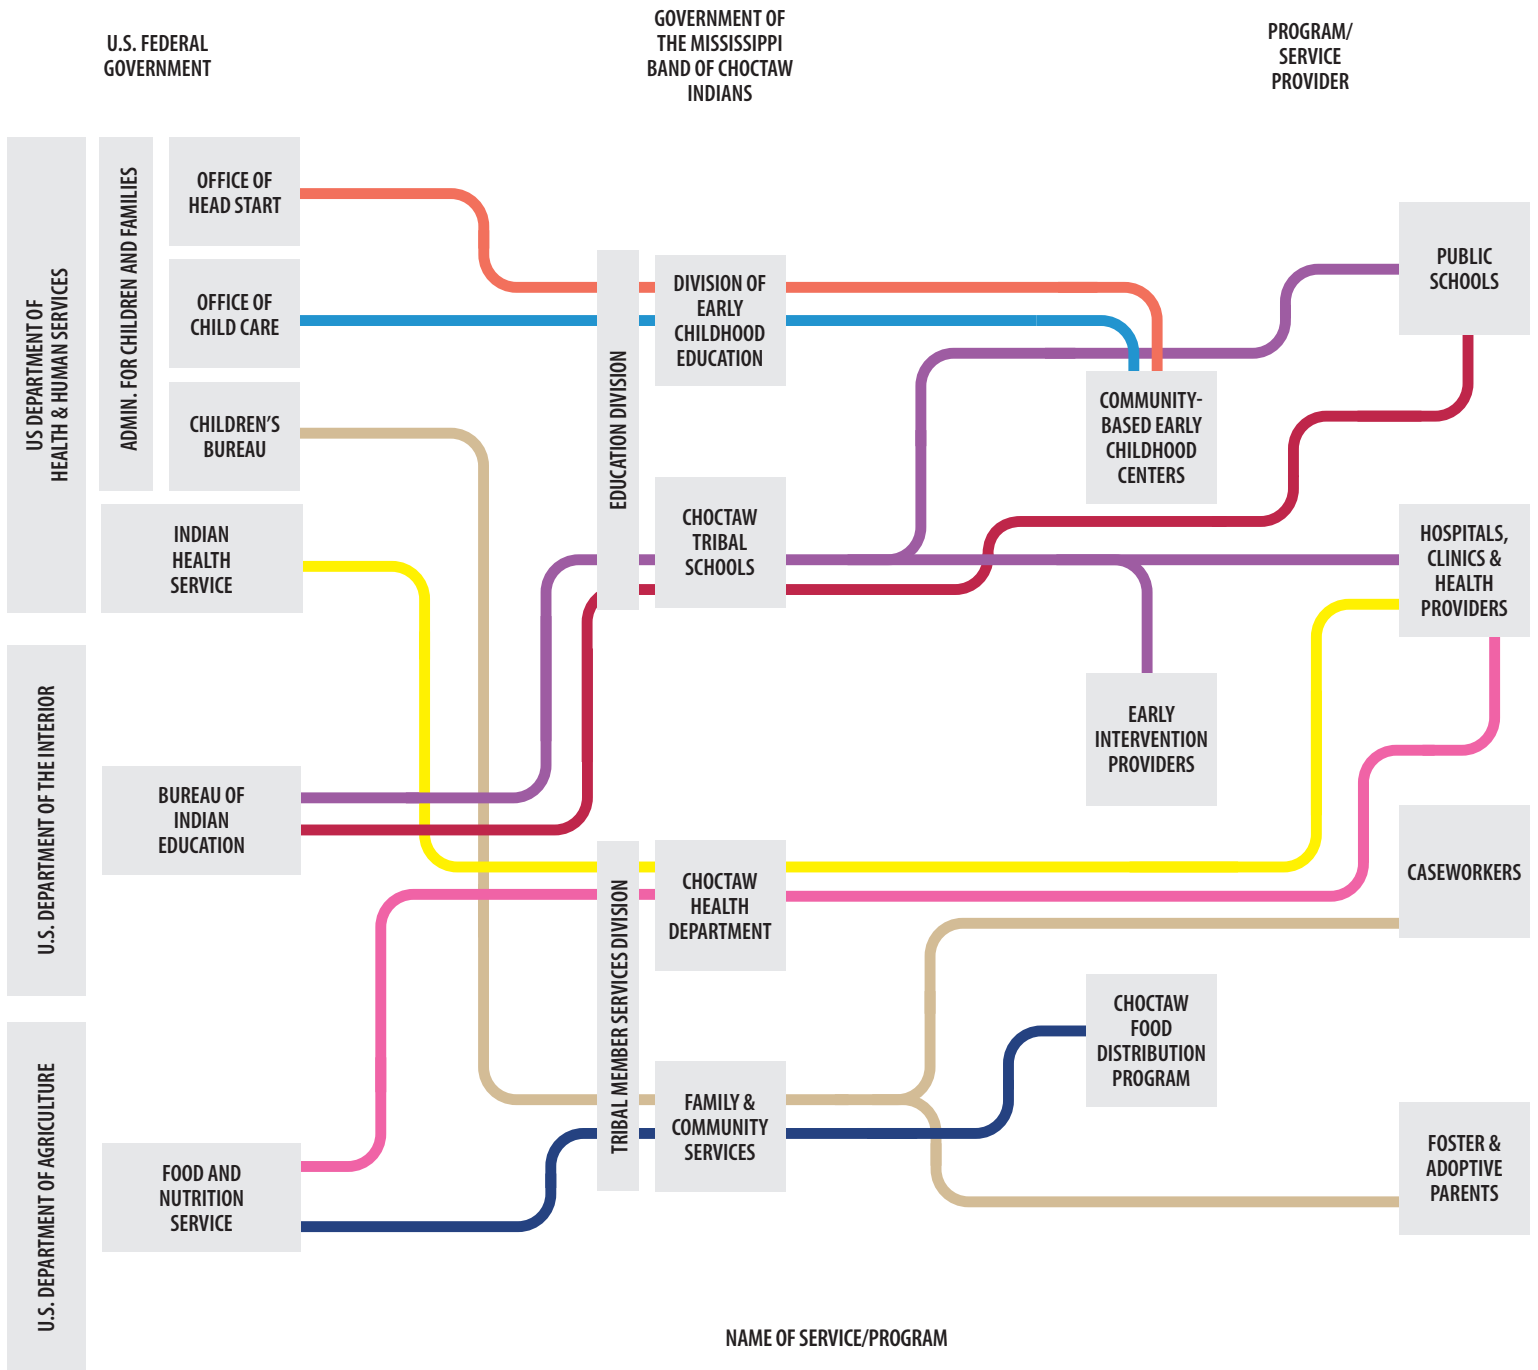 U.S. FEDERAL
GOVERNMENT
GOVERNMENT OF
THE MISSISSIPPI
BAND OF CHOCTAW
INDIANS
PROGRAM/
SERVICE
PROVIDER
US DEPARTMENT OF
HEALTH & HUMAN SERVICES
ADMIN. FOR CHILDREN AND FAMILIES
OFFICE OF
HEAD START
OFFICE OF
CHILD CARE
CHILDREN'S
BUREAU
INDIAN
HEALTH
SERVICE
U.S. DEPARTMENT OF THE INTERIOR
BUREAU OF
INDIAN
EDUCATION
U.S. DEPARTMENT OF AGRICULTURE
FOOD AND
NUTRITION
SERVICE
EDUCATION DIVISION
DIVISION OF
EARLY
CHILDHOOD
EDUCATION
CHOCTAW
TRIBAL
SCHOOLS
TRIBAL MEMBER SERVICES DIVISION
CHOCTAW
HEALTH
DEPARTMENT
FAMILY &
COMMUNITY
SERVICES
COMMUNITY-
BASED EARLY
CHILDHOOD
CENTERS
EARLY
INTERVENTION
PROVIDERS
CHOCTAW
FOOD
DISTRIBUTION
PROGRAM
PUBLIC
SCHOOLS
HOSPITALS,
CLINICS &
HEALTH
PROVIDERS
CASEWORKERS
FOSTER &
ADOPTIVE
PARENTS
NAME OF SERVICE/PROGRAM